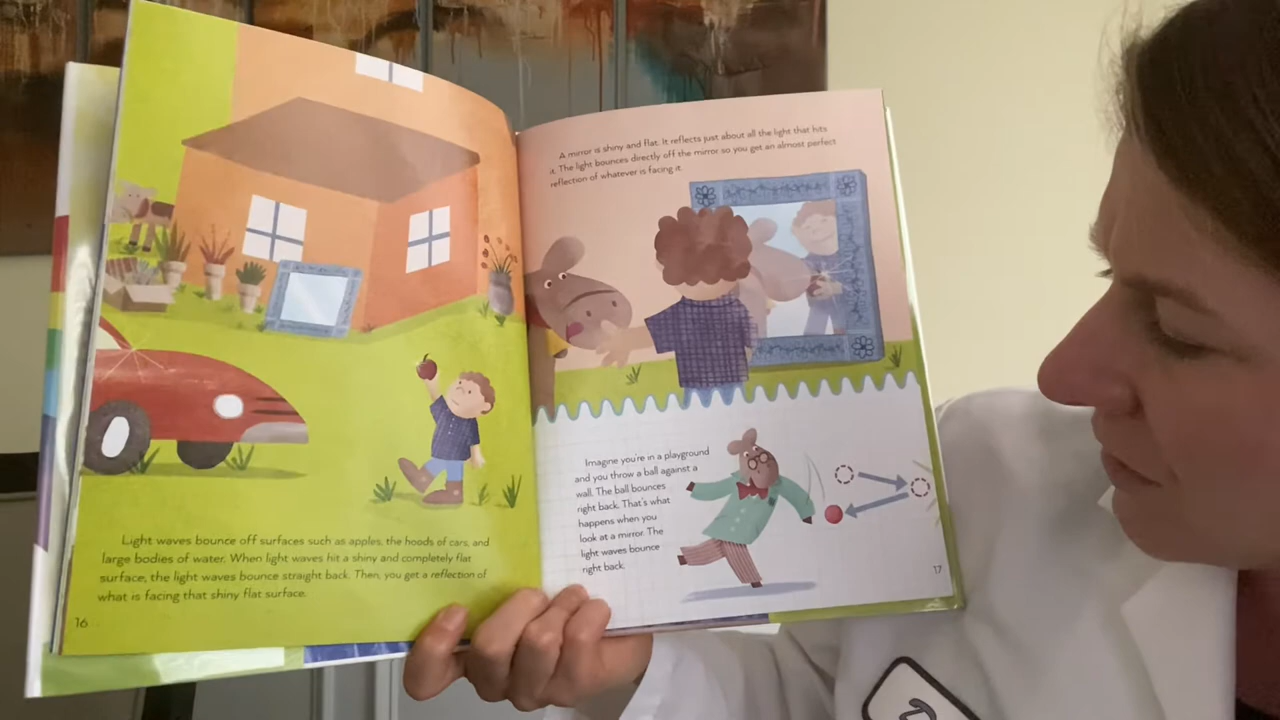 Light waves bounce off surfaces such as apples, the hoods of cars, and
large bodies of water. When light waves hit a shiny and completely flat
surface, the light waves bounce straight back. Then, you get a reflection of
what is facing that shiny flat surface.
16
A mirror is shiny and flat. It reflects just about all the light that hits
it. The light bounces directly off the mirror so you get an almost perfect
reflection of whatever is facing it.
Imagine you're in a playground
and you throw a ball against a
wall. The ball bounces
right back. That's what
happens when you
look at a mirror. The
light waves bounce
right back.
17